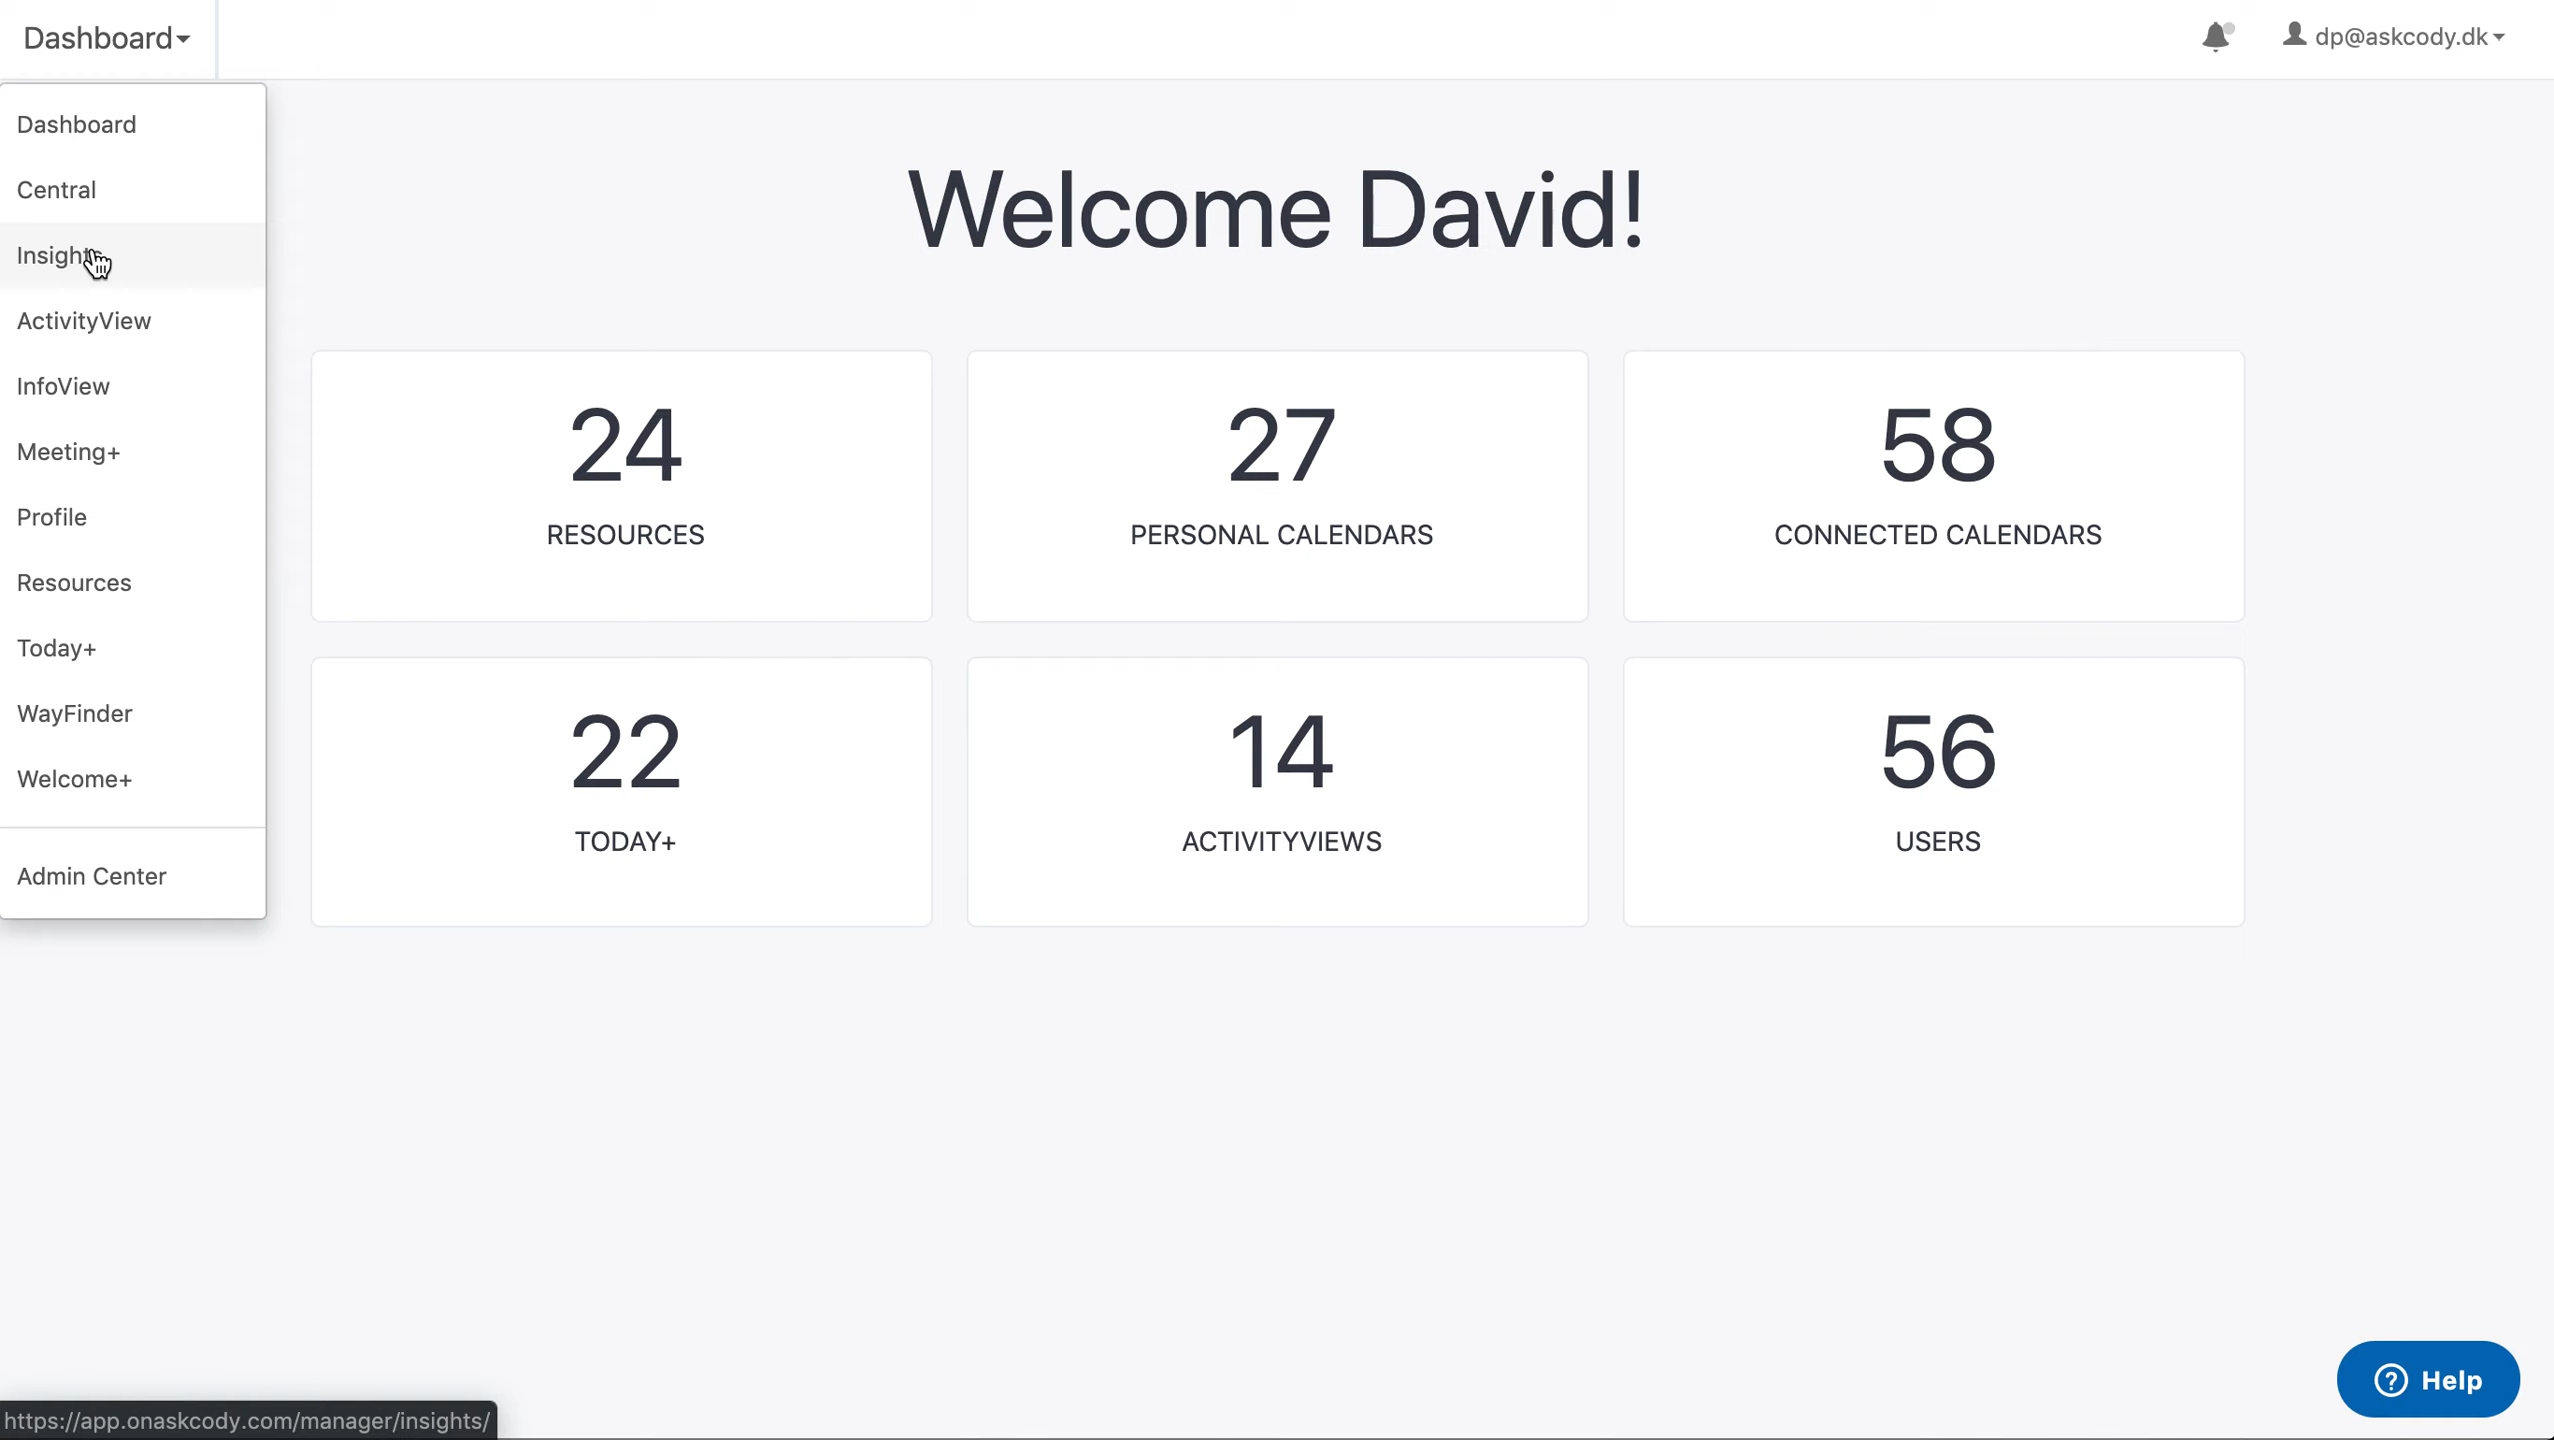 Dashboard
dp@askcody.dk
Dashboard
Central
Insights
ActivityView
InfoView
Meeting+
Profile
Resources
Today+
WayFinder
Welcome+
Admin Center
Welcome David!
24
RESOURCES
27
PERSONAL CALENDARS
58
CONNECTED CALENDARS
22
TODAY+
14
ACTIVITYVIEWS
56
USERS
? Help
https://app.onaskcody.com/manager/insights/